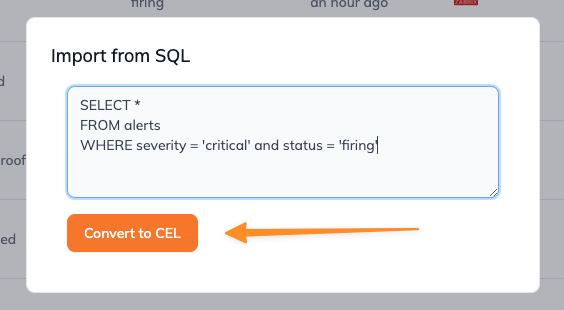 firing
an hour ago
ZABBIX
Import from SQL
SELECT *
FROM alerts
WHERE severity = 'critical' and status = 'firing'
Convert to CEL
d
roof
ed